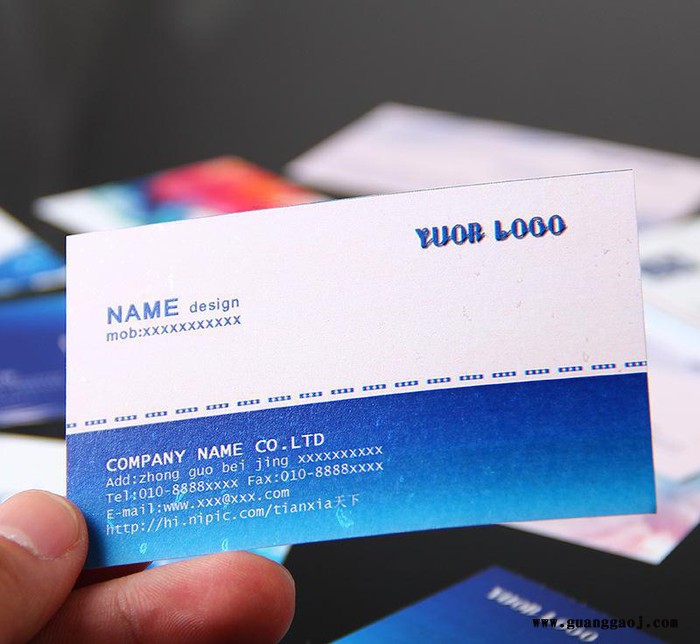 YUOR LOGO
NAME design
mob:xxxxxxxxxxx
COMPANY NAME CO.LTD
Add:zhong guo bei jing xxxxxxxxxx
Tel:010-8888xxxx Fax:010-8888xxxx
E-mail:www.xxx@xxx.com
http://hi.nipic.com/tianxia天下
YUOR LOGO
www.guanggaoj.com